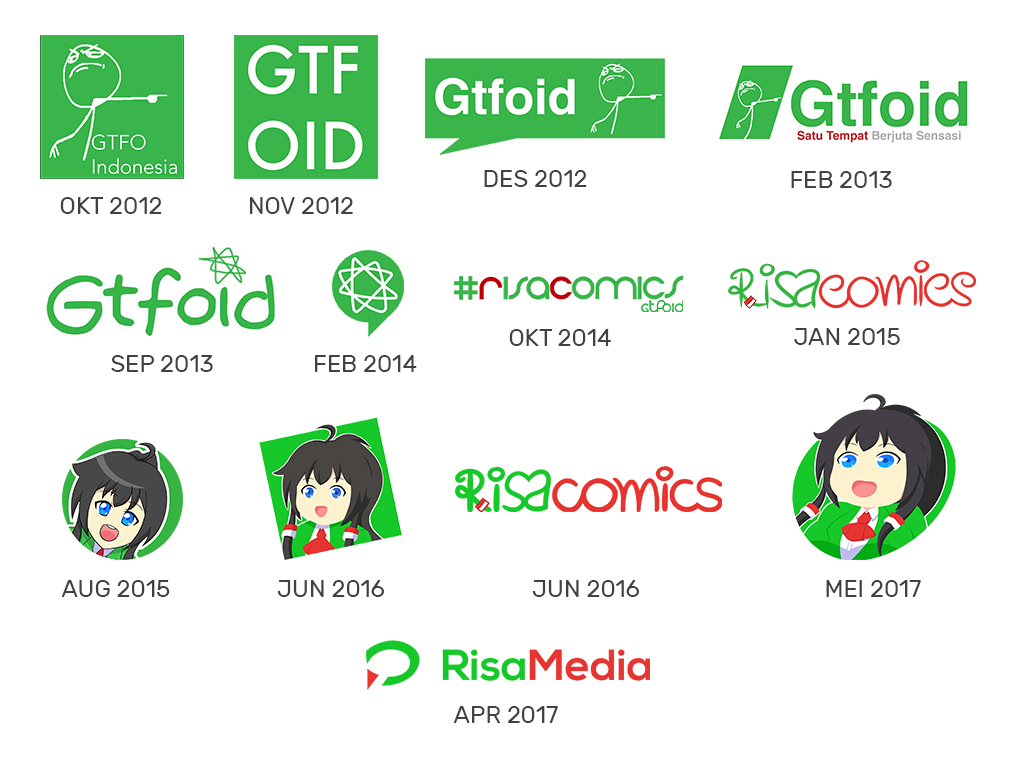 GTFO
Indonesia
OKT 2012
GTF
OID
NOV 2012
Gtfoid
DES 2012
Gtfoid
Satu Tempat Berjuta Sensasi
FEB 2013
Gtfoid
SEP 2013
FEB 2014
#risacomics
gtfoid
OKT 2014
Risacomics
JAN 2015
AUG 2015
JUN 2016
Risacomics
JUN 2016
MEI 2017
RisaMedia
APR 2017